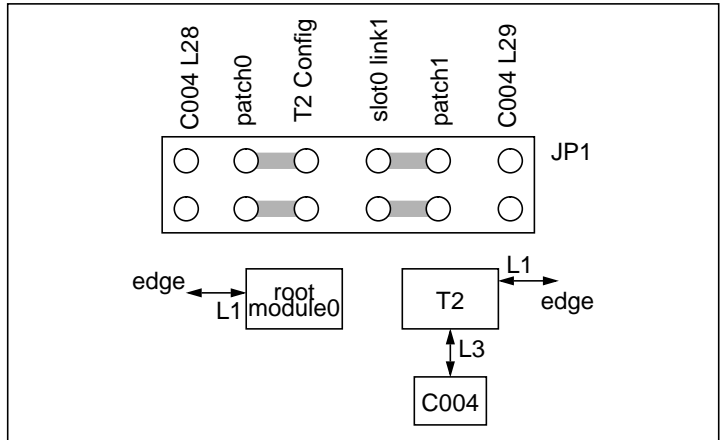 C004 L28
patch0
T2 Config
slot0 link1
patch1
C004 L29
JP1
edge
L1
root
module0
T2
L1
edge
L3
C004